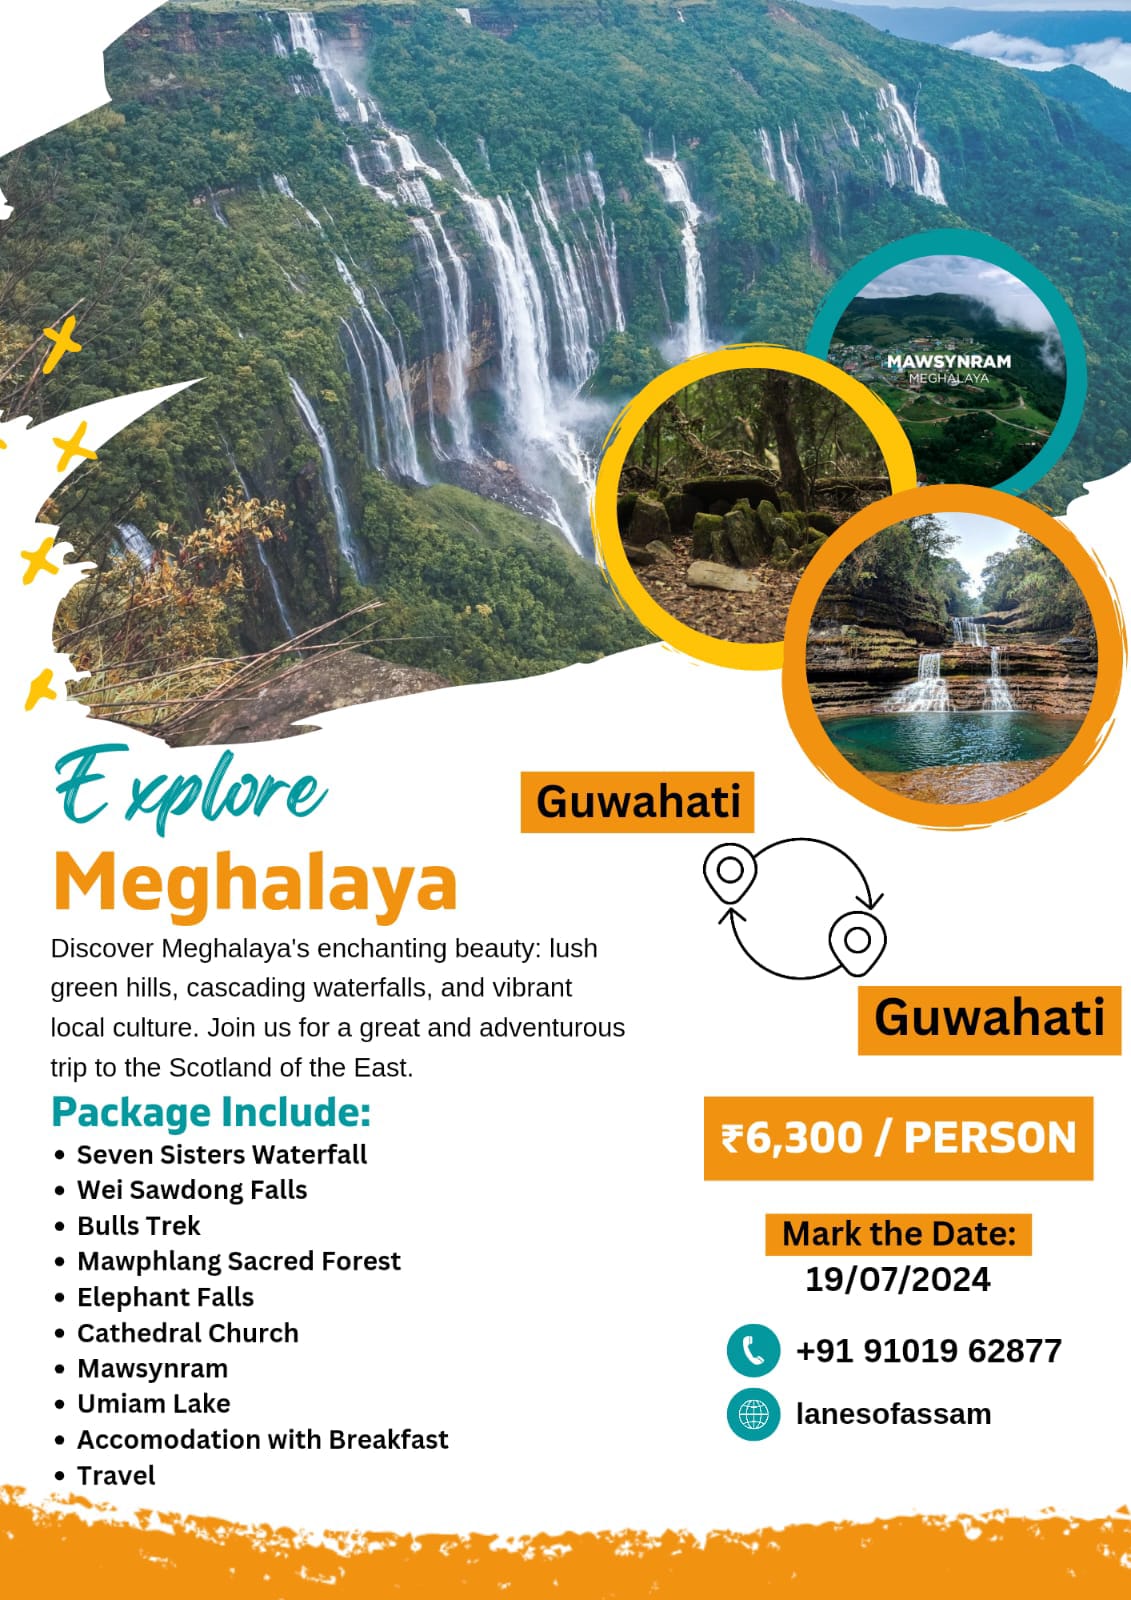 MAWSYNRAM
MEGHALAYA
Explore
Meghalaya
Discover Meghalaya's enchanting beauty: lush
green hills, cascading waterfalls, and vibrant
local culture. Join us for a great and adventurous
trip to the Scotland of the East.
Package Include:
• Seven Sisters Waterfall
• Wei Sawdong Falls
• Bulls Trek
• Mawphlang Sacred Forest
• Elephant Falls
• Cathedral Church
• Mawsynram
• Umiam Lake
• Accomodation with Breakfast
• Travel
Guwahati
Guwahati
₹6,300 / PERSON
Mark the Date:
19/07/2024
+91 91019 62877
lanesofassam